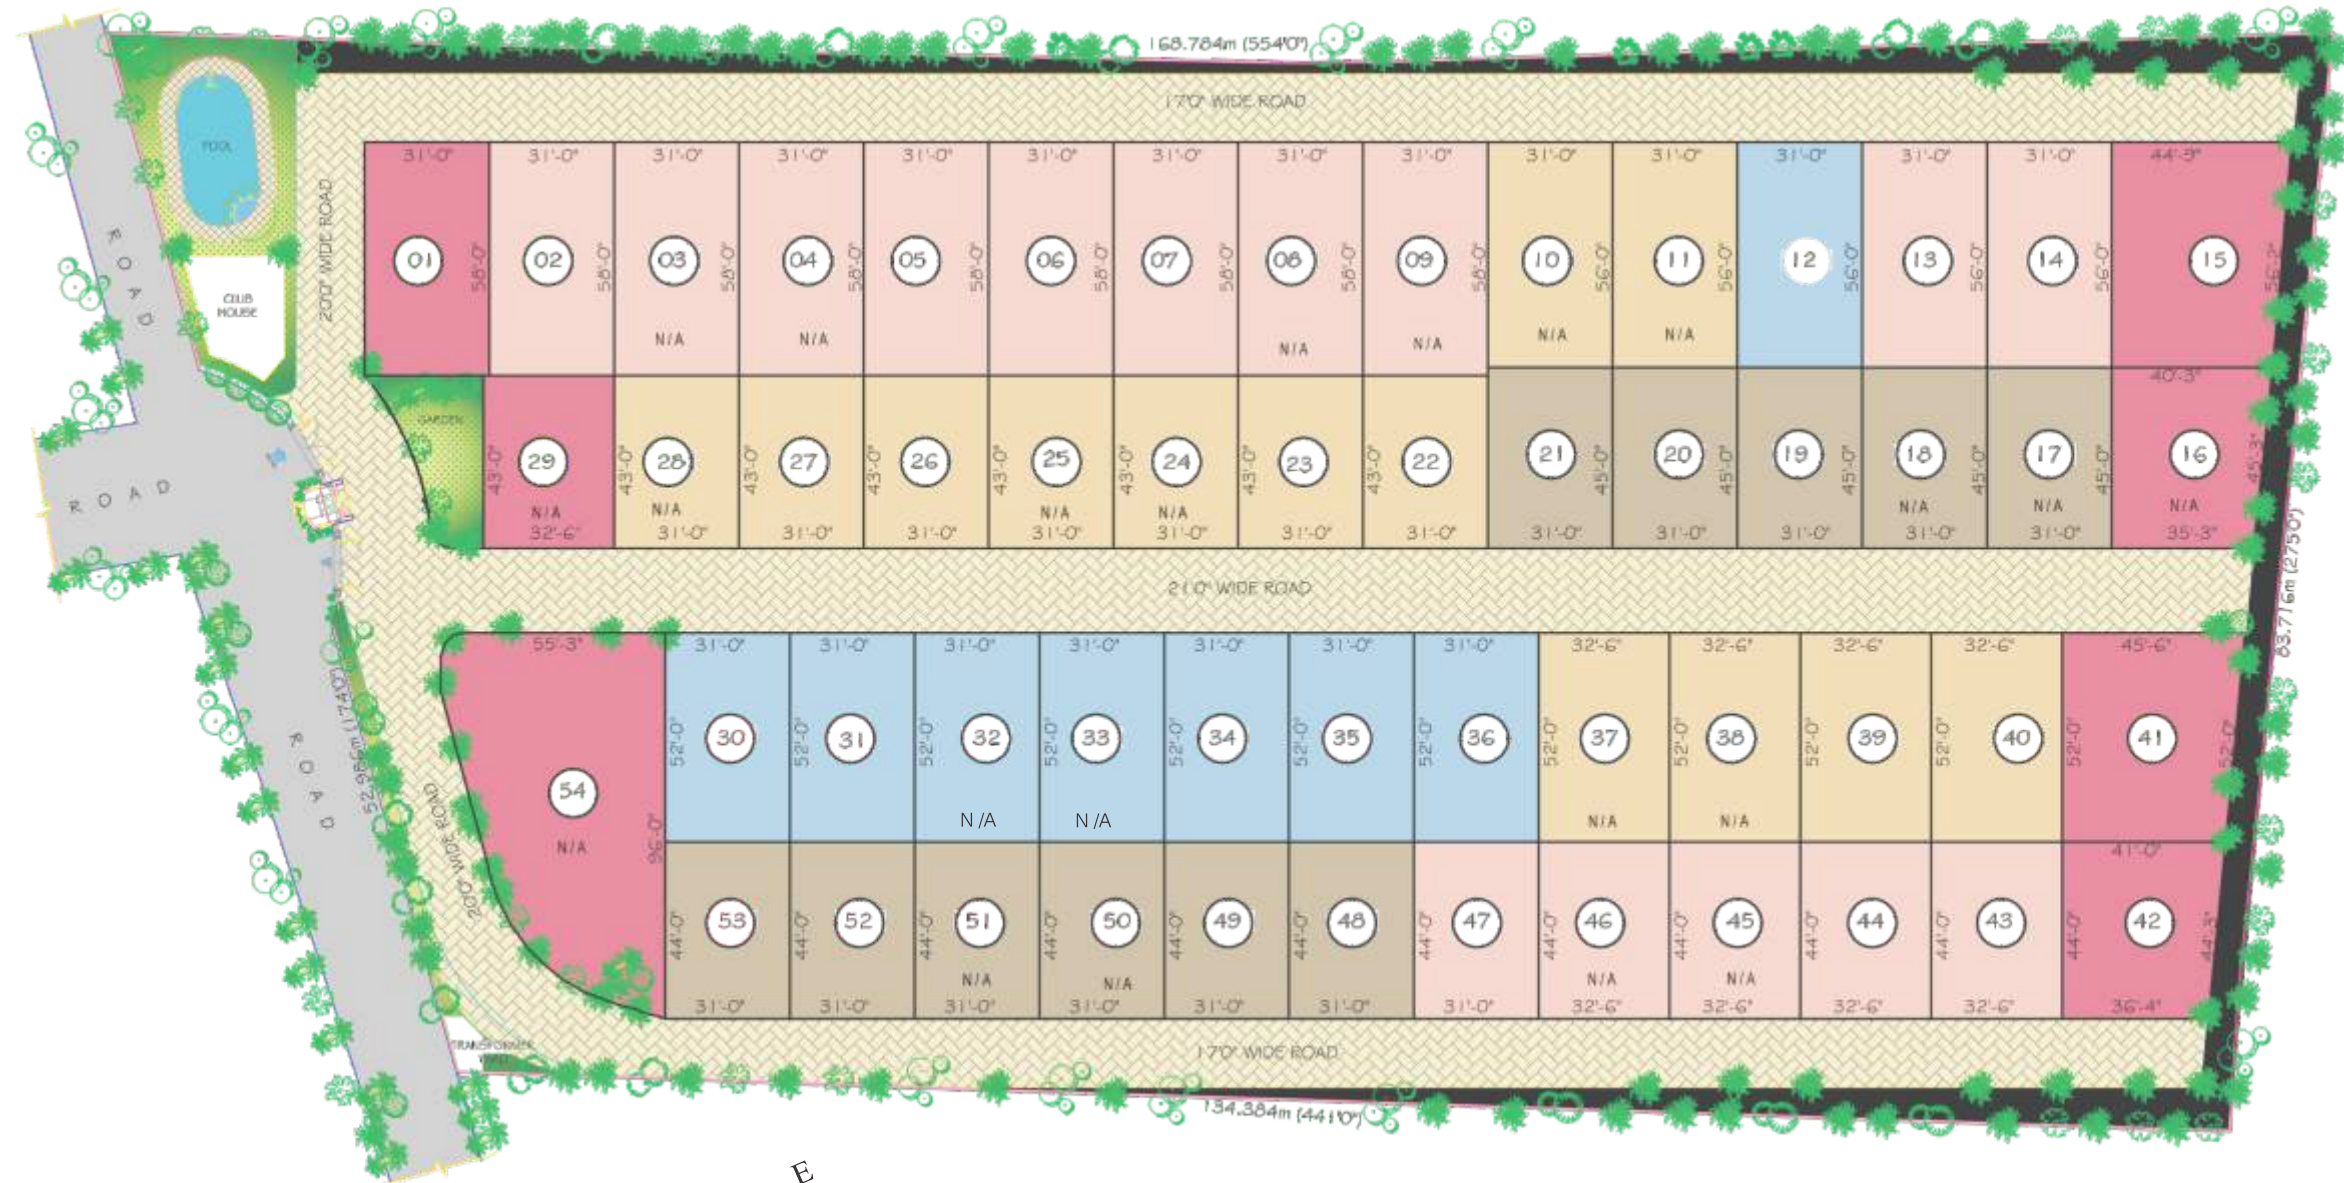 168.784m (554'0")
17'0" WIDE ROAD
POOL
CLUB
HOUSE
ROAD
20'0" WIDE ROAD
31'-0" 31'-0" 31'-0" 31'-0" 31'-0" 31'-0" 31'-0" 31'-0" 31'-0" 31'-0" 31'-0" 31'-0" 31'-0" 31'-0" 44'-9"
01 58'-0" 02 58'-0" 03 58'-0" 04 58'-0" 05 58'-0" 06 58'-0" 07 58'-0" 08 58'-0" 09 58'-0" 10 56'-0" 11 56'-0" 12 56'-0" 13 56'-0" 14 56'-0" 15 56'-2"
N/A N/A N/A N/A N/A N/A
40'-3"
GARDEN
43'-0" 29 43'-0" 28 43'-0" 27 43'-0" 26 43'-0" 25 43'-0" 24 43'-0" 23 43'-0" 22 21 45'-0" 20 45'-0" 19 45'-0" 18 45'-0" 17 45'-0" 16 45'-3"
N/A N/A N/A N/A N/A N/A N/A
32'-6" 31'-0" 31'-0" 31'-0" 31'-0" 31'-0" 31'-0" 31'-0" 31'-0" 31'-0" 31'-0" 31'-0" 31'-0" 35'-3"
ROAD
21'0" WIDE ROAD
83.716m (275'0")
55'-3" 31'-0" 31'-0" 31'-0" 31'-0" 31'-0" 31'-0" 31'-0" 32'-6" 32'-6" 32'-6" 32'-6" 45'-6"
52'-0" 30 52'-0" 31 52'-0" 32 52'-0" 33 52'-0" 34 52'-0" 35 52'-0" 36 52'-0" 37 52'-0" 38 52'-0" 39 52'-0" 40 52'-0" 41 52'-0"
54
N/A 96'-0"
N/A N/A N/A N/A
41'-0"
ROAD
20'0" WIDE ROAD
44'-0" 53 44'-0" 52 44'-0" 51 44'-0" 50 44'-0" 49 44'-0" 48 44'-0" 47 44'-0" 46 44'-0" 45 44'-0" 44 44'-0" 43 44'-0" 42 44'-3"
N/A N/A N/A N/A
31'-0" 31'-0" 31'-0" 31'-0" 31'-0" 31'-0" 31'-0" 32'-6" 32'-6" 32'-6" 32'-6" 36'-4"
TRANSFORMER
17'0" WIDE ROAD
134.384m (441'0")
E